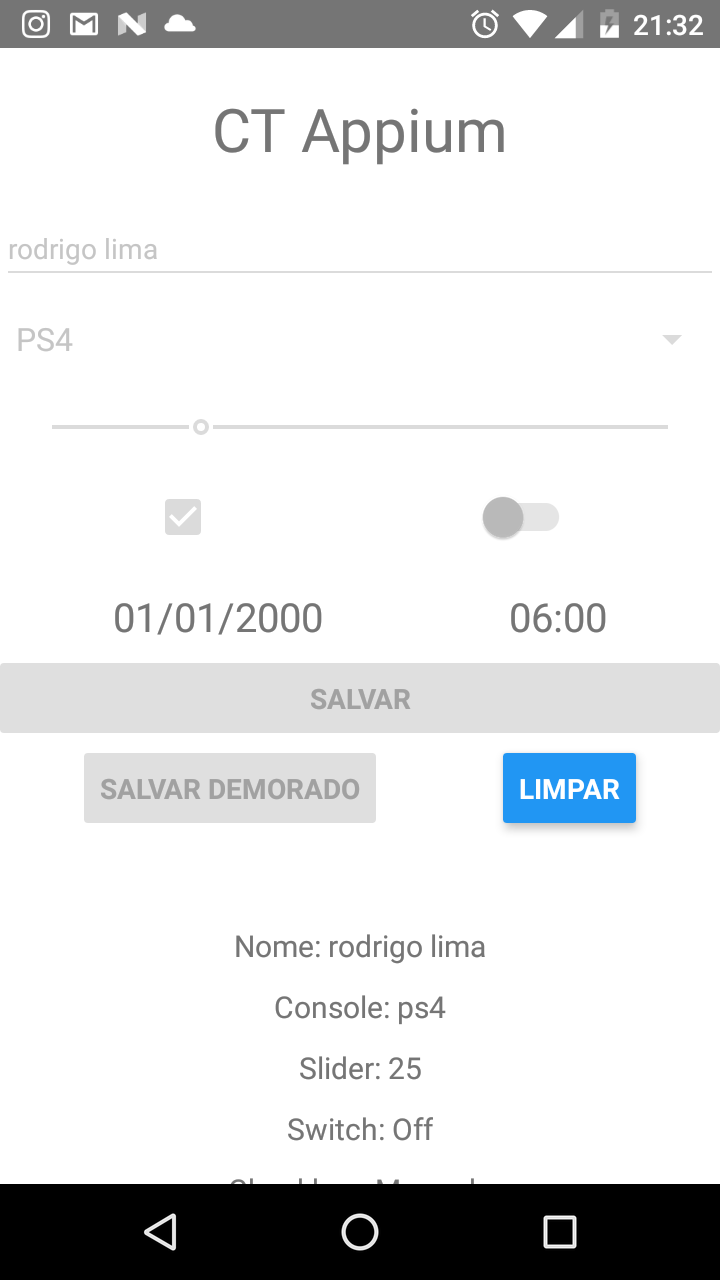 21:32
CT Appium
rodrigo lima
PS4
01/01/2000 06:00
SALVAR
SALVAR DEMORADO LIMPAR
Nome: rodrigo lima
Console: ps4
Slider: 25
Switch: Off